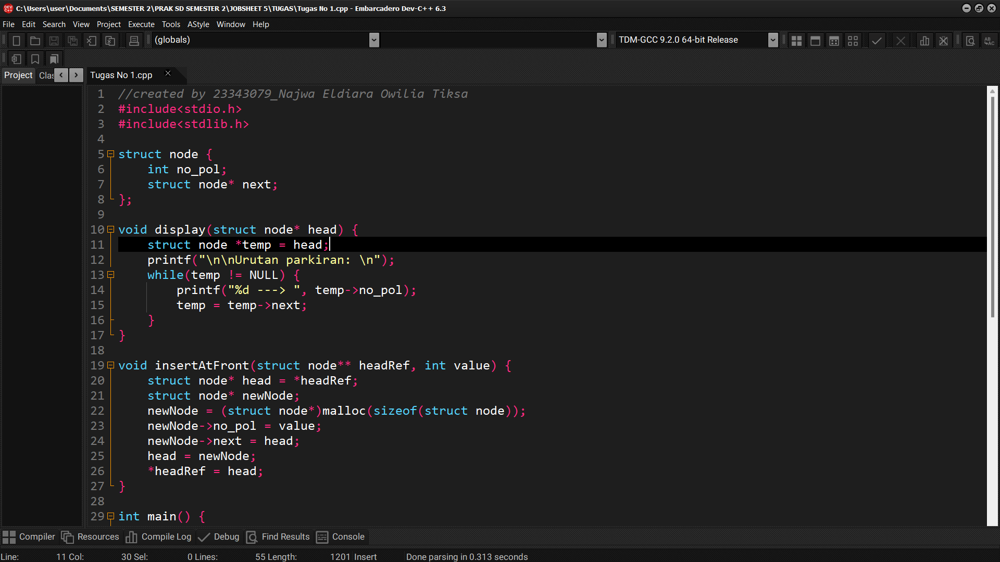 C:\Users\user\Documents\SEMESTER 2\PRAK SD SEMESTER 2\JOBSHEET 5\TUGAS\Tugas No 1.cpp - Embarcadero Dev-C++ 6.3
File Edit Search View Project Execute Tools AStyle Window Help
(globals) TDM-GCC 9.2.0 64-bit Release
Project Clas Tugas No 1.cpp
1 //created by 23343079_Najwa Eldiara Owilia Tiksa
2 #include<stdio.h>
3 #include<stdlib.h>
4
5 struct node {
6     int no_pol;
7     struct node* next;
8 };
9
10 void display(struct node* head) {
11     struct node *temp = head;
12     printf("\n\nUrutan parkiran: \n");
13     while(temp != NULL) {
14         printf("%d ---> ", temp->no_pol);
15         temp = temp->next;
16     }
17 }
18
19 void insertAtFront(struct node** headRef, int value) {
20     struct node* head = *headRef;
21     struct node* newNode;
22     newNode = (struct node*)malloc(sizeof(struct node));
23     newNode->no_pol = value;
24     newNode->next = head;
25     head = newNode;
26     *headRef = head;
27 }
28
29 int main() {
Compiler Resources Compile Log Debug Find Results Console
Line: 11 Col: 30 Sel: 0 Lines: 55 Length: 1201 Insert Done parsing in 0.313 seconds